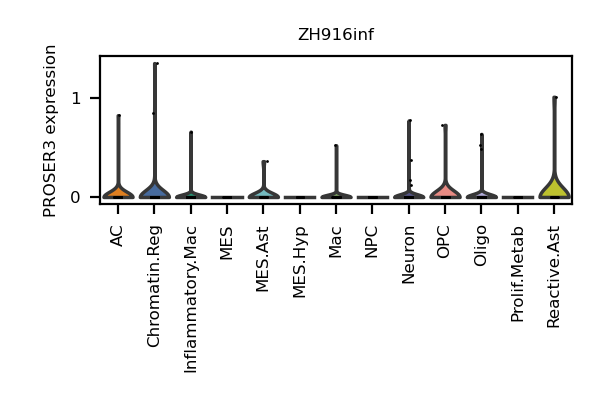 ZH916inf
PROSER3 expression
1
0
AC
Chromatin.Reg
Inflammatory.Mac
MES
MES.Ast
MES.Hyp
Mac
NPC
Neuron
OPC
Oligo
Prolif.Metab
Reactive.Ast